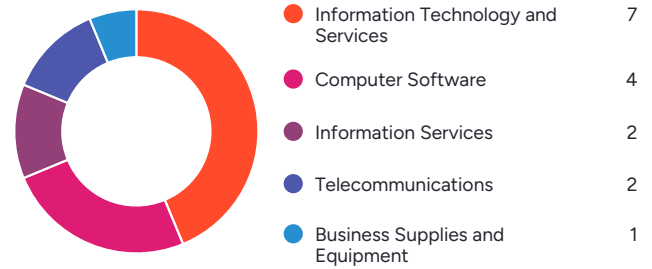 Information Technology and 7
Services
Computer Software 4
Information Services 2
Telecommunications 2
Business Supplies and 1
Equipment